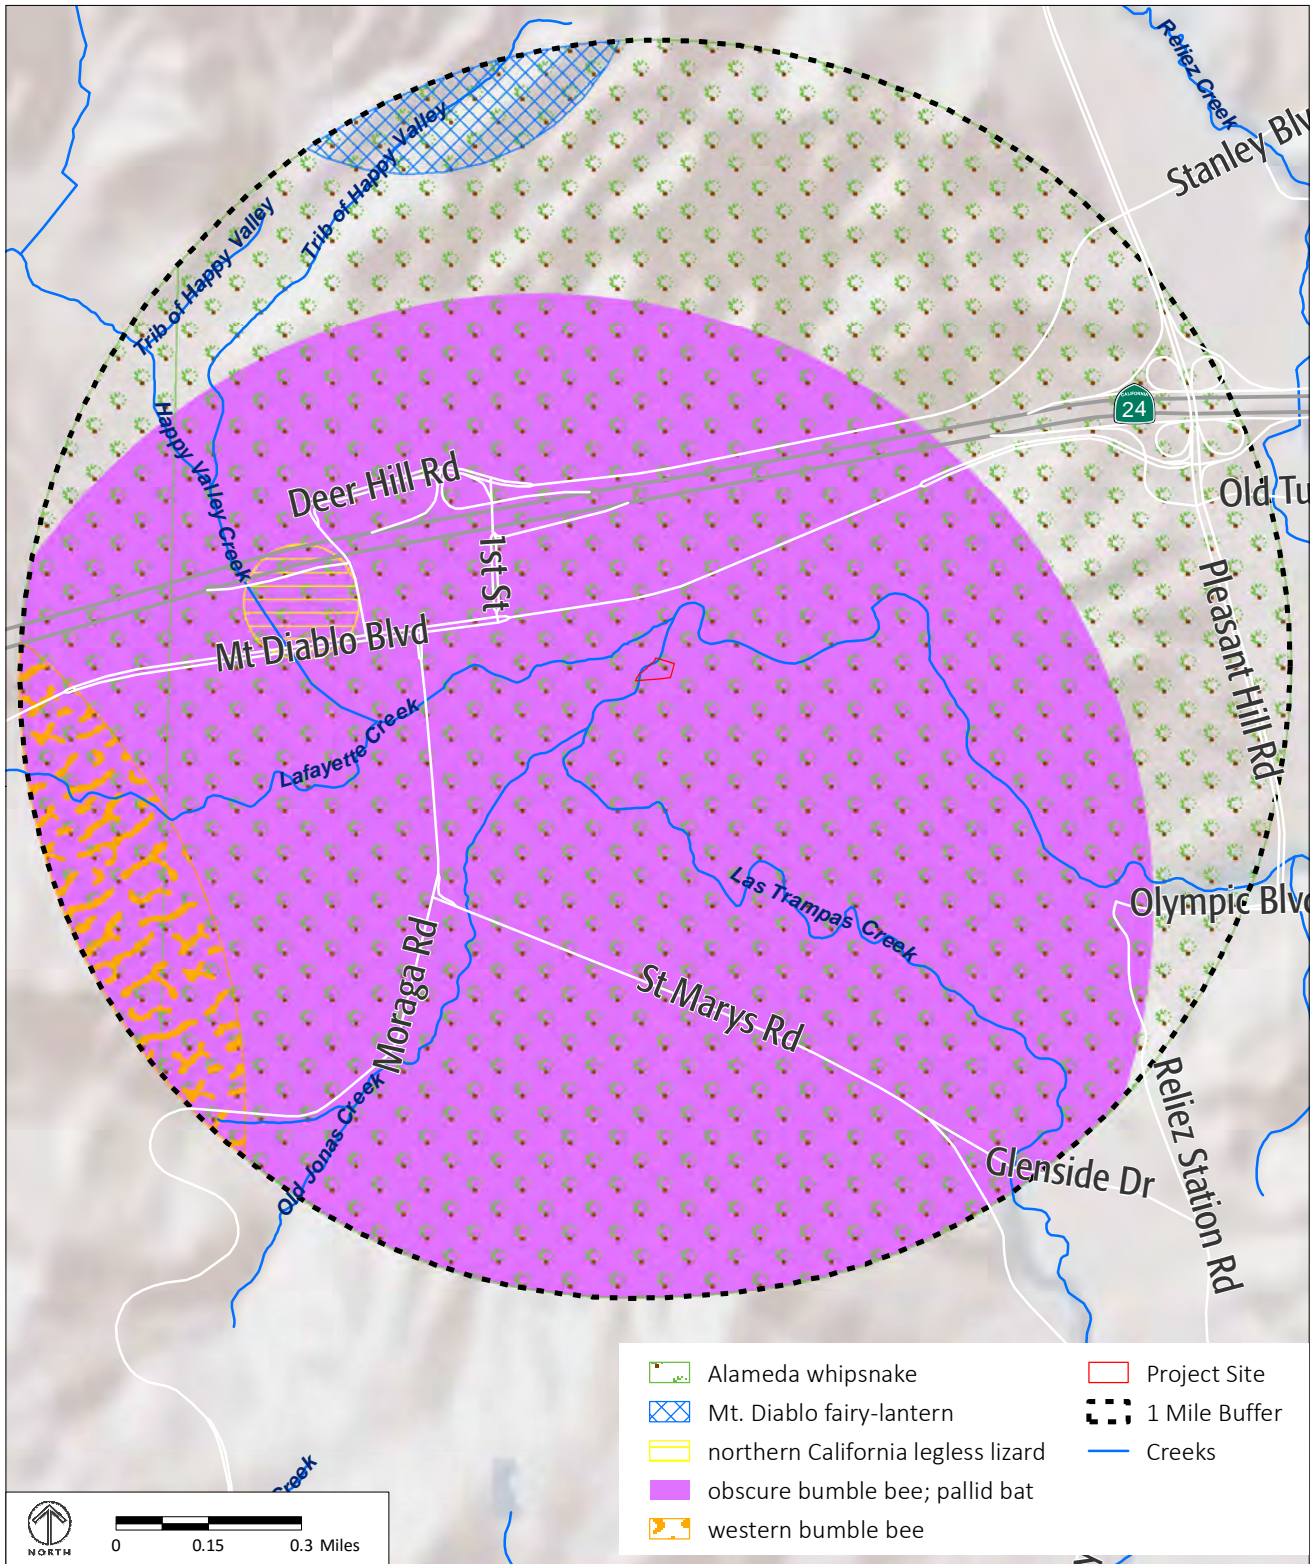 Reliez Creek
Stanley Blv
Trib of Happy Valley
Trib of Happy Valley
CALIFORNIA
24
Happy Valley Creek
Deer Hill Rd
Old Tu
1st St
Mt Diablo Blvd
Pleasant Hill Rd
Lafayette Creek
Las Trampas Creek
Olympic Blvd
Moraga Rd
St Marys Rd
Old Jonas Creek
Glenside Dr
Reliez Station Rd
Creek
Alameda whipsnake
Mt. Diablo fairy-lantern
northern California legless lizard
obscure bumble bee; pallid bat
western bumble bee
Project Site
1 Mile Buffer
Creeks
NORTH
0 0.15 0.3 Miles